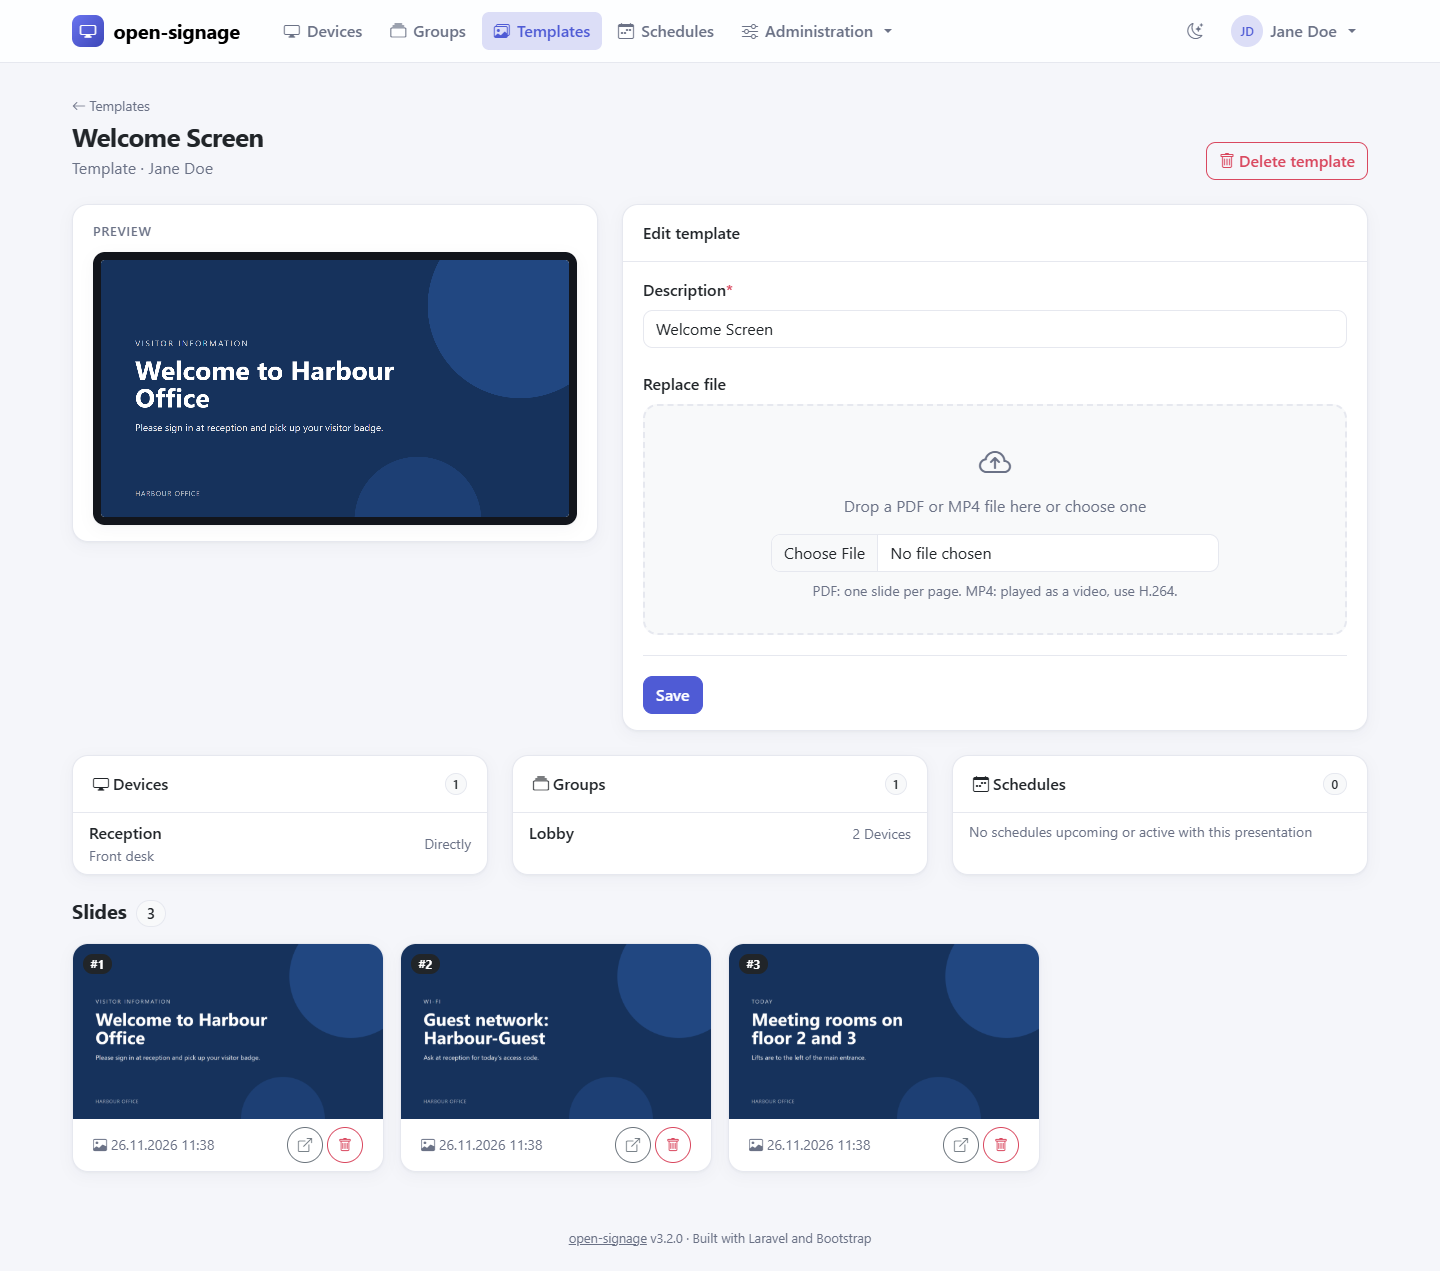 open-signage
Devices
Groups
Templates
Schedules
Administration
JD
Jane Doe
← Templates
Welcome Screen
Template · Jane Doe
Delete template
PREVIEW
VISITOR INFORMATION
Welcome to Harbour
Office
Please sign in at reception and pick up your visitor badge.
HARBOUR OFFICE
Edit template
Description*
Welcome Screen
Replace file
Drop a PDF or MP4 file here or choose one
Choose File No file chosen
PDF: one slide per page. MP4: played as a video, use H.264.
Save
Devices 1
Reception
Front desk
Directly
Groups 1
Lobby 2 Devices
Schedules 0
No schedules upcoming or active with this presentation
Slides 3
#1
VISITOR INFORMATION
Welcome to Harbour
Office
Please sign in at reception and pick up your visitor badge.
HARBOUR OFFICE
26.11.2026 11:38
#2
WI-FI
Guest network:
Harbour-Guest
Ask at reception for today's access code.
HARBOUR OFFICE
26.11.2026 11:38
#3
TODAY
Meeting rooms on
floor 2 and 3
Lifts are to the left of the main entrance.
HARBOUR OFFICE
26.11.2026 11:38
open-signage v3.2.0 · Built with Laravel and Bootstrap